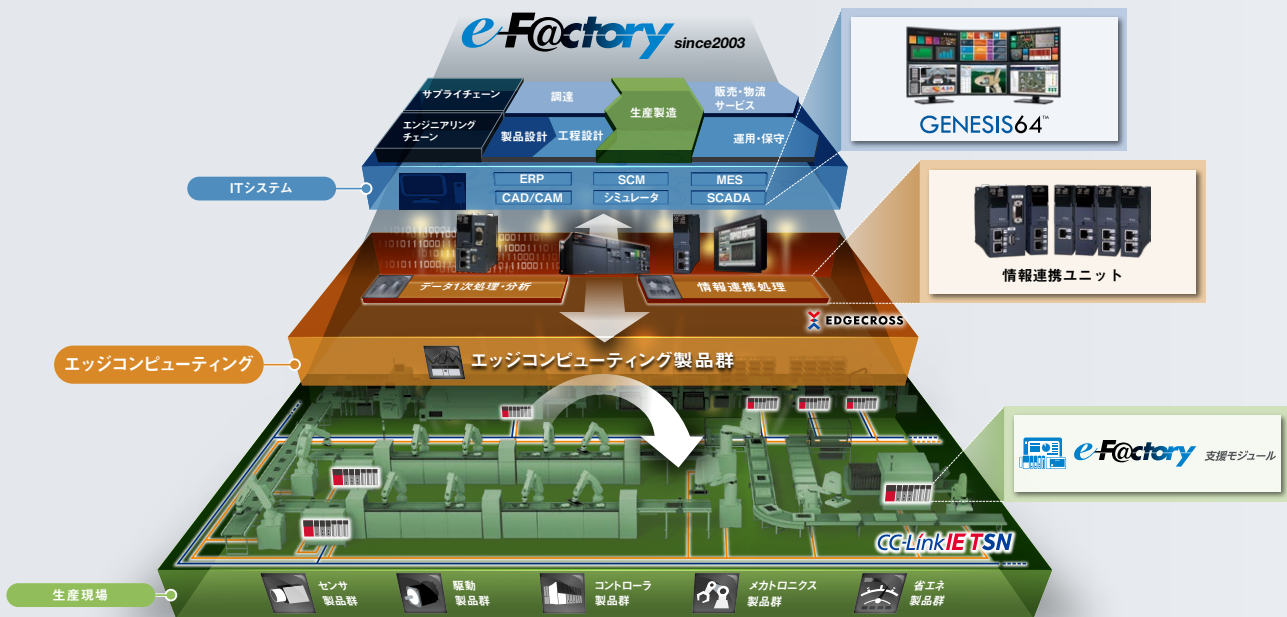 e-F@ctory since2003
サプライチェーン
調達
生産製造
販売・物流
サービス
エンジニアリング
チェーン
製品設計
工程設計
運用・保守
GENESIS64™
ITシステム
ERP
SCM
MES
CAD/CAM
シミュレータ
SCADA
データ1次処理・分析
情報連携処理
情報連携ユニット
EDGECROSS
エッジコンピューティング
エッジコンピューティング製品群
e-F@ctory 支援モジュール
CC-Link IE TSN
生産現場
センサ
製品群
駆動
製品群
コントローラ
製品群
メカトロニクス
製品群
省エネ
製品群